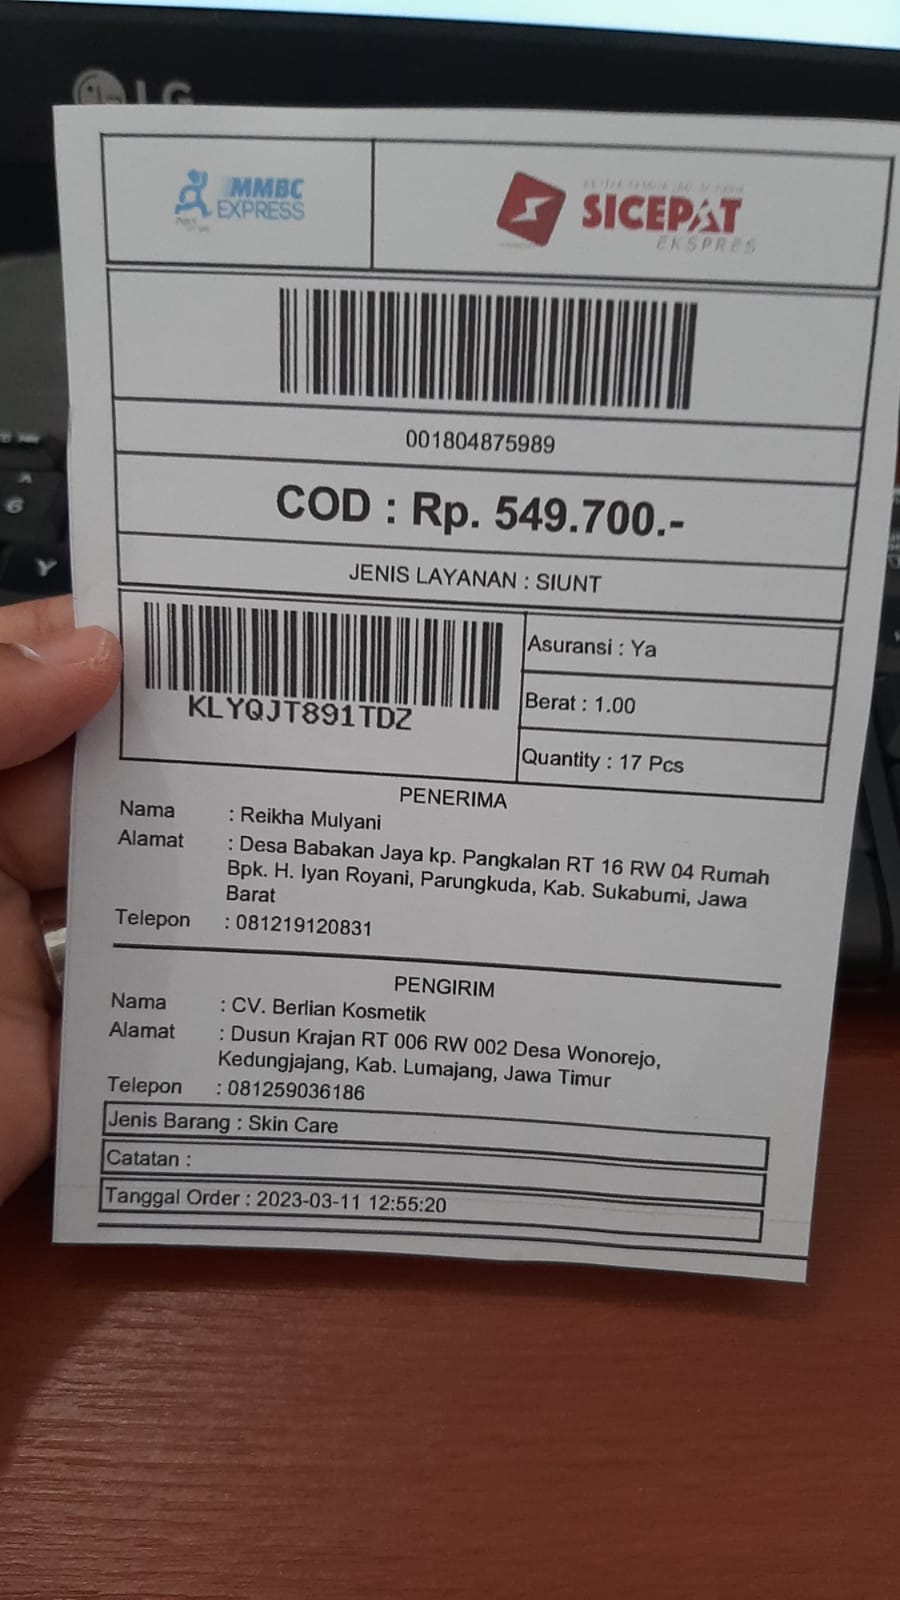 LG
MMBC
EXPRESS
SICEPAT
EKSPRES
001804875989
COD : Rp. 549.700.-
JENIS LAYANAN : SIUNT
KLYQJT891TDZ
Asuransi : Ya
Berat : 1.00
Quantity : 17 Pcs
PENERIMA
Nama : Reikha Mulyani
Alamat : Desa Babakan Jaya kp. Pangkalan RT 16 RW 04 Rumah
Bpk. H. Iyan Royani, Parungkuda, Kab. Sukabumi, Jawa
Barat
Telepon : 081219120831
PENGIRIM
Nama : CV. Berlian Kosmetik
Alamat : Dusun Krajan RT 006 RW 002 Desa Wonorejo,
Kedungjajang, Kab. Lumajang, Jawa Timur
Telepon : 081259036186
Jenis Barang : Skin Care
Catatan :
Tanggal Order : 2023-03-11 12:55:20
6
Y